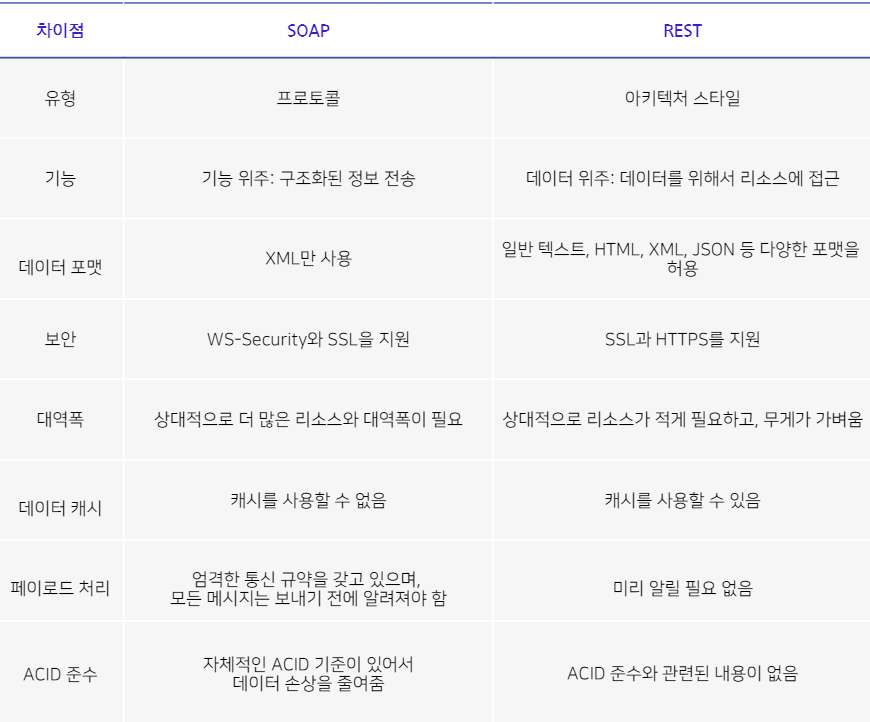 차이점 SOAP REST
유형 프로토콜 아키텍처 스타일
기능 기능 위주: 구조화된 정보 전송 데이터 위주: 데이터를 위해서 리소스에 접근
데이터 포맷 XML만 사용 일반 텍스트, HTML, XML, JSON 등 다양한 포맷을
허용
보안 WS-Security와 SSL을 지원 SSL과 HTTPS를 지원
대역폭 상대적으로 더 많은 리소스와 대역폭이 필요 상대적으로 리소스가 적게 필요하고, 무게가 가벼움
데이터 캐시 캐시를 사용할 수 없음 캐시를 사용할 수 있음
페이로드 처리 엄격한 통신 규약을 갖고 있으며,
모든 메시지는 보내기 전에 알려져야 함 미리 알릴 필요 없음
ACID 준수 자체적인 ACID 기준이 있어서
데이터 손상을 줄여줌 ACID 준수와 관련된 내용이 없음